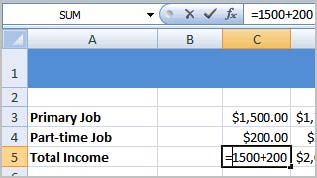 SUM fx =1500+200
A B C
1
2
3 Primary Job $1,500.00 $1,
4 Part-time Job $200.00 $
5 Total Income =1500+200 $2,